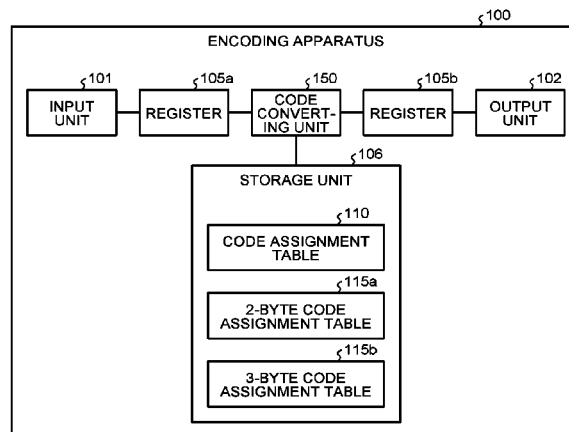 100
ENCODING APPARATUS
101
105a
150
105b
102
INPUT
UNIT
REGISTER
CODE
CONVERT-
ING UNIT
REGISTER
OUTPUT
UNIT
106
STORAGE UNIT
110
CODE ASSIGNMENT
TABLE
115a
2-BYTE CODE
ASSIGNMENT TABLE
115b
3-BYTE CODE
ASSIGNMENT TABLE